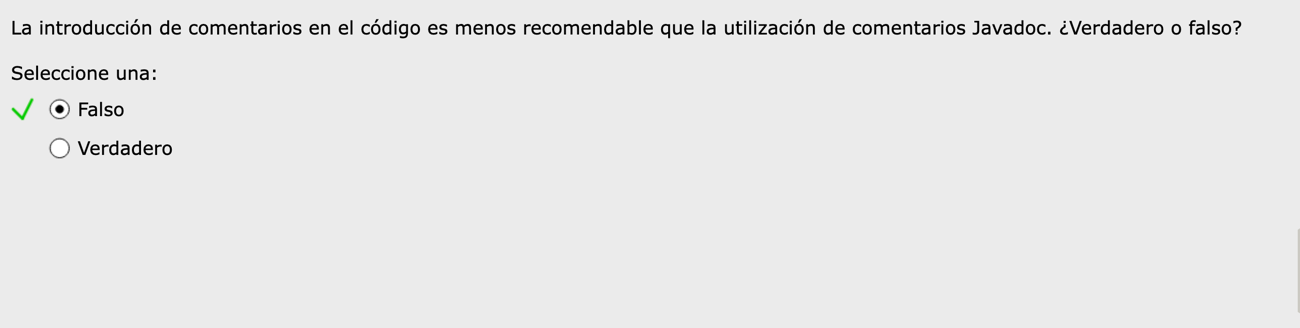 La introducción de comentarios en el código es menos recomendable que la utilización de comentarios Javadoc. ¿Verdadero o falso?
Seleccione una:
Falso
Verdadero